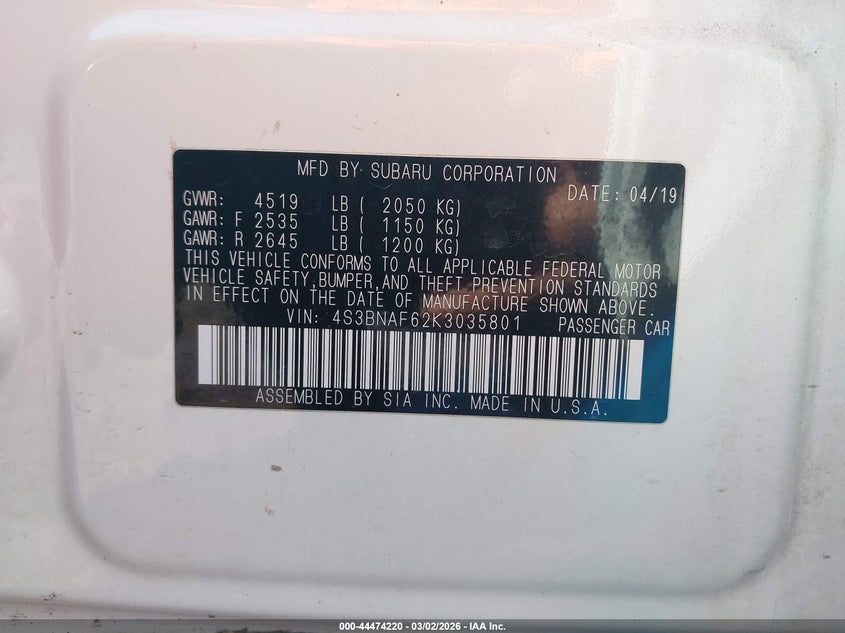 MFD BY SUBARU CORPORATION
DATE: 04/19
GVWR: 4519 LB ( 2050 KG)
GAWR: F 2535 LB ( 1150 KG)
GAWR: R 2645 LB ( 1200 KG)
THIS VEHICLE CONFORMS TO ALL APPLICABLE FEDERAL MOTOR
VEHICLE SAFETY,BUMPER,AND THEFT PREVENTION STANDARDS
IN EFFECT ON THE DATE OF MANUFACTURE SHOWN ABOVE.
VIN: 4S3BNAF62K3035801 PASSENGER CAR
ASSEMBLED BY SIA INC. MADE IN U.S.A.
000-44474220 | 03/02/2026 – IAA Inc.